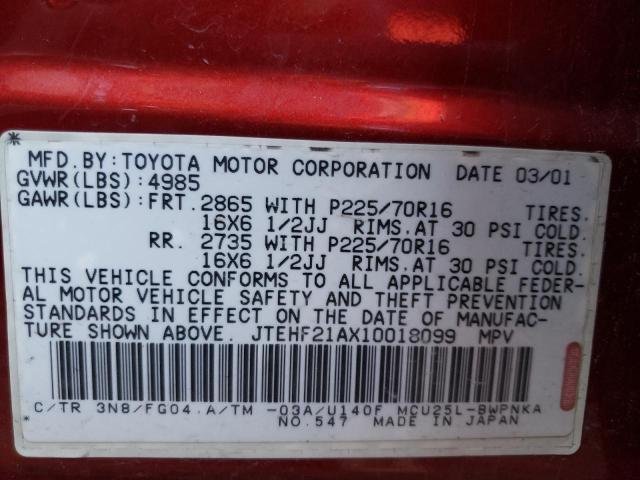 MFD.BY:TOYOTA MOTOR CORPORATION DATE 03/01
GVWR(LBS):4985
GAWR(LBS):FRT.2865 WITH P225/70R16 TIRES.
16X6 1/2JJ RIMS.AT 30 PSI COLD.
RR. 2735 WITH P225/70R16 TIRES.
16X6 1/2JJ RIMS.AT 30 PSI COLD.
THIS VEHICLE CONFORMS TO ALL APPLICABLE FEDER-
AL MOTOR VEHICLE SAFETY AND THEFT PREVENTION
STANDARDS IN EFFECT ON THE DATE OF MANUFAC-
TURE SHOWN ABOVE. JTEHF21AX10018099 MPV
C/TR 3N8/FG04.A/TM -03A/U140F MCU25L-BWPNKA
NO.547 MADE IN JAPAN